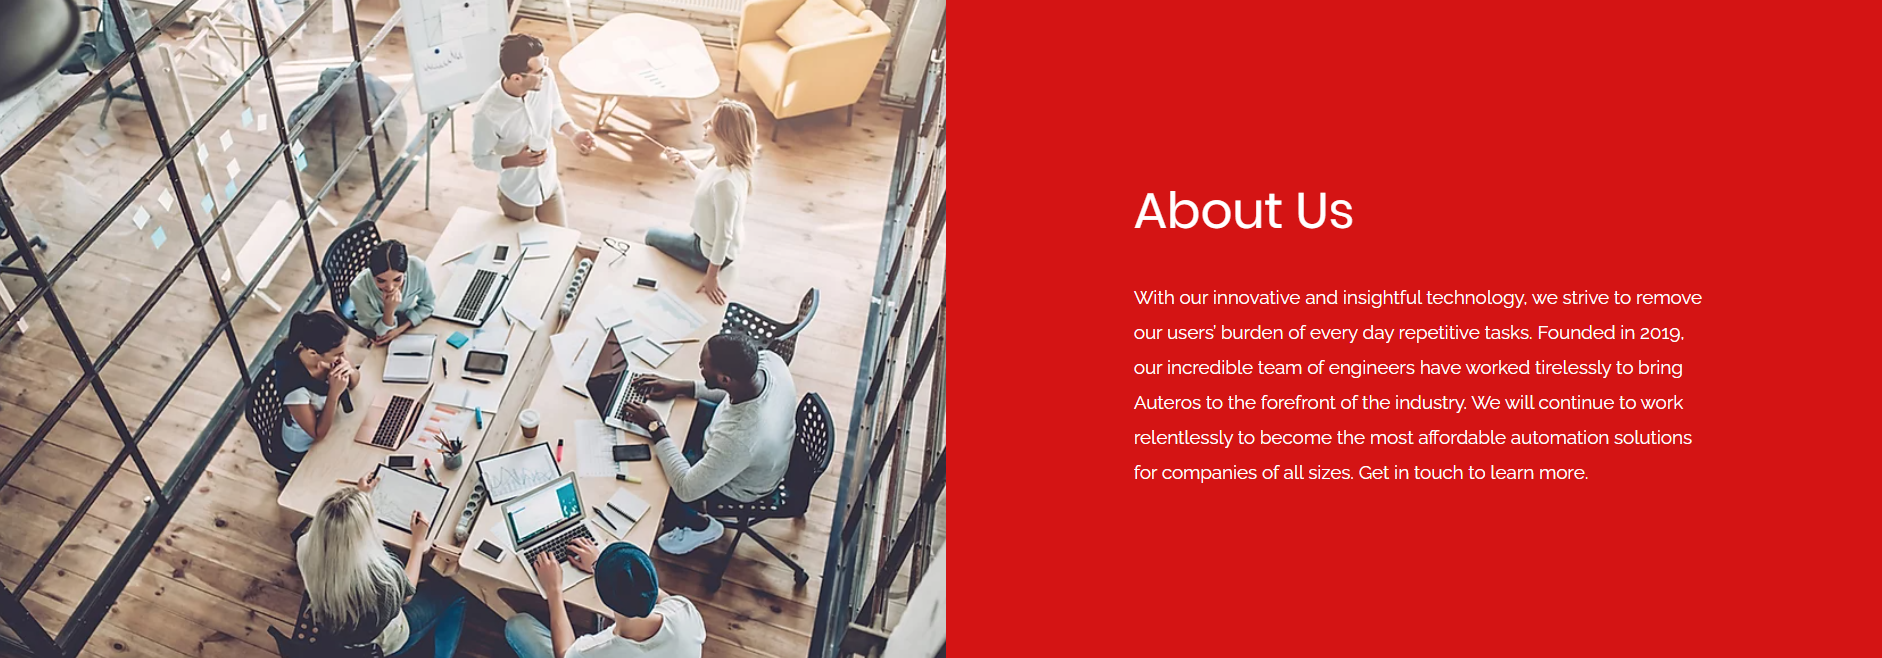 About Us
With our innovative and insightful technology, we strive to remove
our users' burden of every day repetitive tasks. Founded in 2019,
our incredible team of engineers have worked tirelessly to bring
Auteros to the forefront of the industry. We will continue to work
relentlessly to become the most affordable automation solutions
for companies of all sizes. Get in touch to learn more.